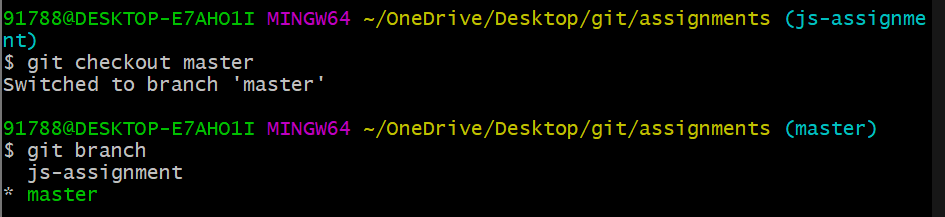 91788@DESKTOP-E7AHO1I MINGW64 ~/OneDrive/Desktop/git/assignments (js-assignme
nt)
$ git checkout master
Switched to branch 'master'
91788@DESKTOP-E7AHO1I MINGW64 ~/OneDrive/Desktop/git/assignments (master)
$ git branch
  js-assignment
* master